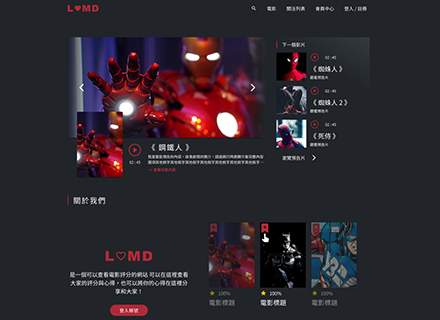 L♥MD
電影
關注列表
會員中心
登入 / 註冊
下一個影片
02 : 45
《 蜘蛛人 》
觀看預告片
02 : 45
《 蜘蛛人 2 》
觀看預告片
02 : 45
《 死侍 》
觀看預告片
瀏覽預告片
02 : 45
《 鋼鐵人 》
關於我們
L♡MD
是一個可以查看電影評分的網站 可以在這裡查看
大家的評分與心得，也可以將你的心得在這裡分
享和大家！
登入帳號
100%
電影標題
100%
電影標題
100%
電影標題